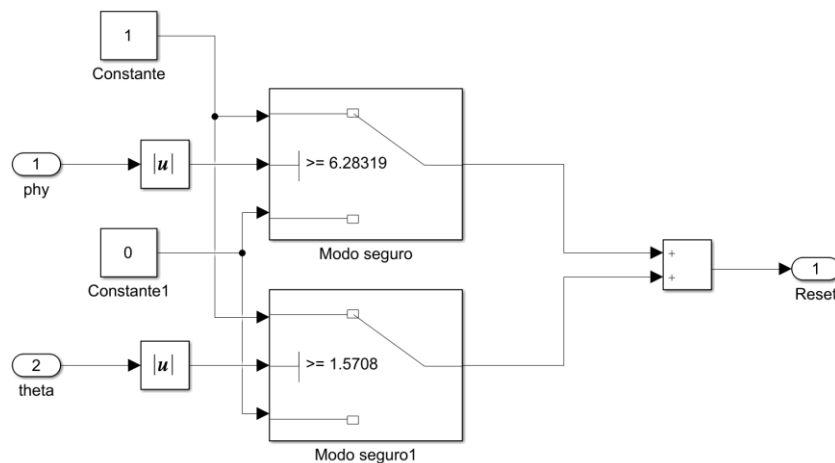 1
Constante
1
phy
|u|
>= 6.28319
Modo seguro
0
Constante1
2
theta
|u|
>= 1.5708
Modo seguro1
+
+
1
Reset